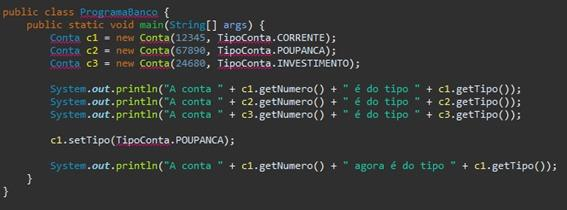 public class ProgramaBanco {
    public static void main(String[] args) {
        Conta c1 = new Conta(12345, TipoConta.CORRENTE);
        Conta c2 = new Conta(67890, TipoConta.POUPANCA);
        Conta c3 = new Conta(24680, TipoConta.INVESTIMENTO);

        System.out.println("A conta " + c1.getNumero() + " é do tipo " + c1.getTipo());
        System.out.println("A conta " + c2.getNumero() + " é do tipo " + c2.getTipo());
        System.out.println("A conta " + c3.getNumero() + " é do tipo " + c3.getTipo());

        c1.setTipo(TipoConta.POUPANCA);

        System.out.println("A conta " + c1.getNumero() + " agora é do tipo " + c1.getTipo());
    }
}